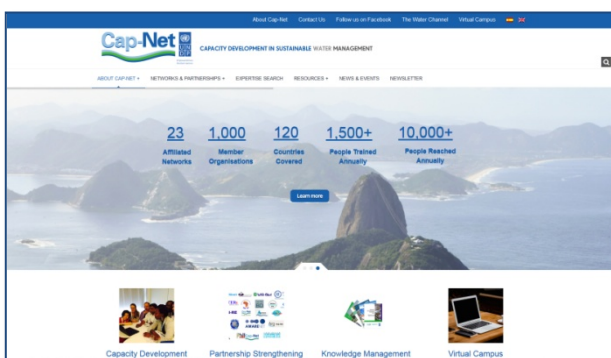 About Cap-Net Contact Us Follow us on Facebook The Water Channel Virtual Campus
Cap-Net
CAPACITY DEVELOPMENT IN SUSTAINABLE WATER MANAGEMENT
ABOUT CAP-NET NETWORKS & PARTNERSHIPS EXPERTISE SEARCH RESOURCES NEWS & EVENTS NEWSLETTER
23 1,000 120 1,500+ 10,000+
Affiliated Member Countries People Trained People Reached
Networks Organisations Covered Annually Annually
Learn more
Capacity Development Partnership Strengthening Knowledge Management Virtual Campus